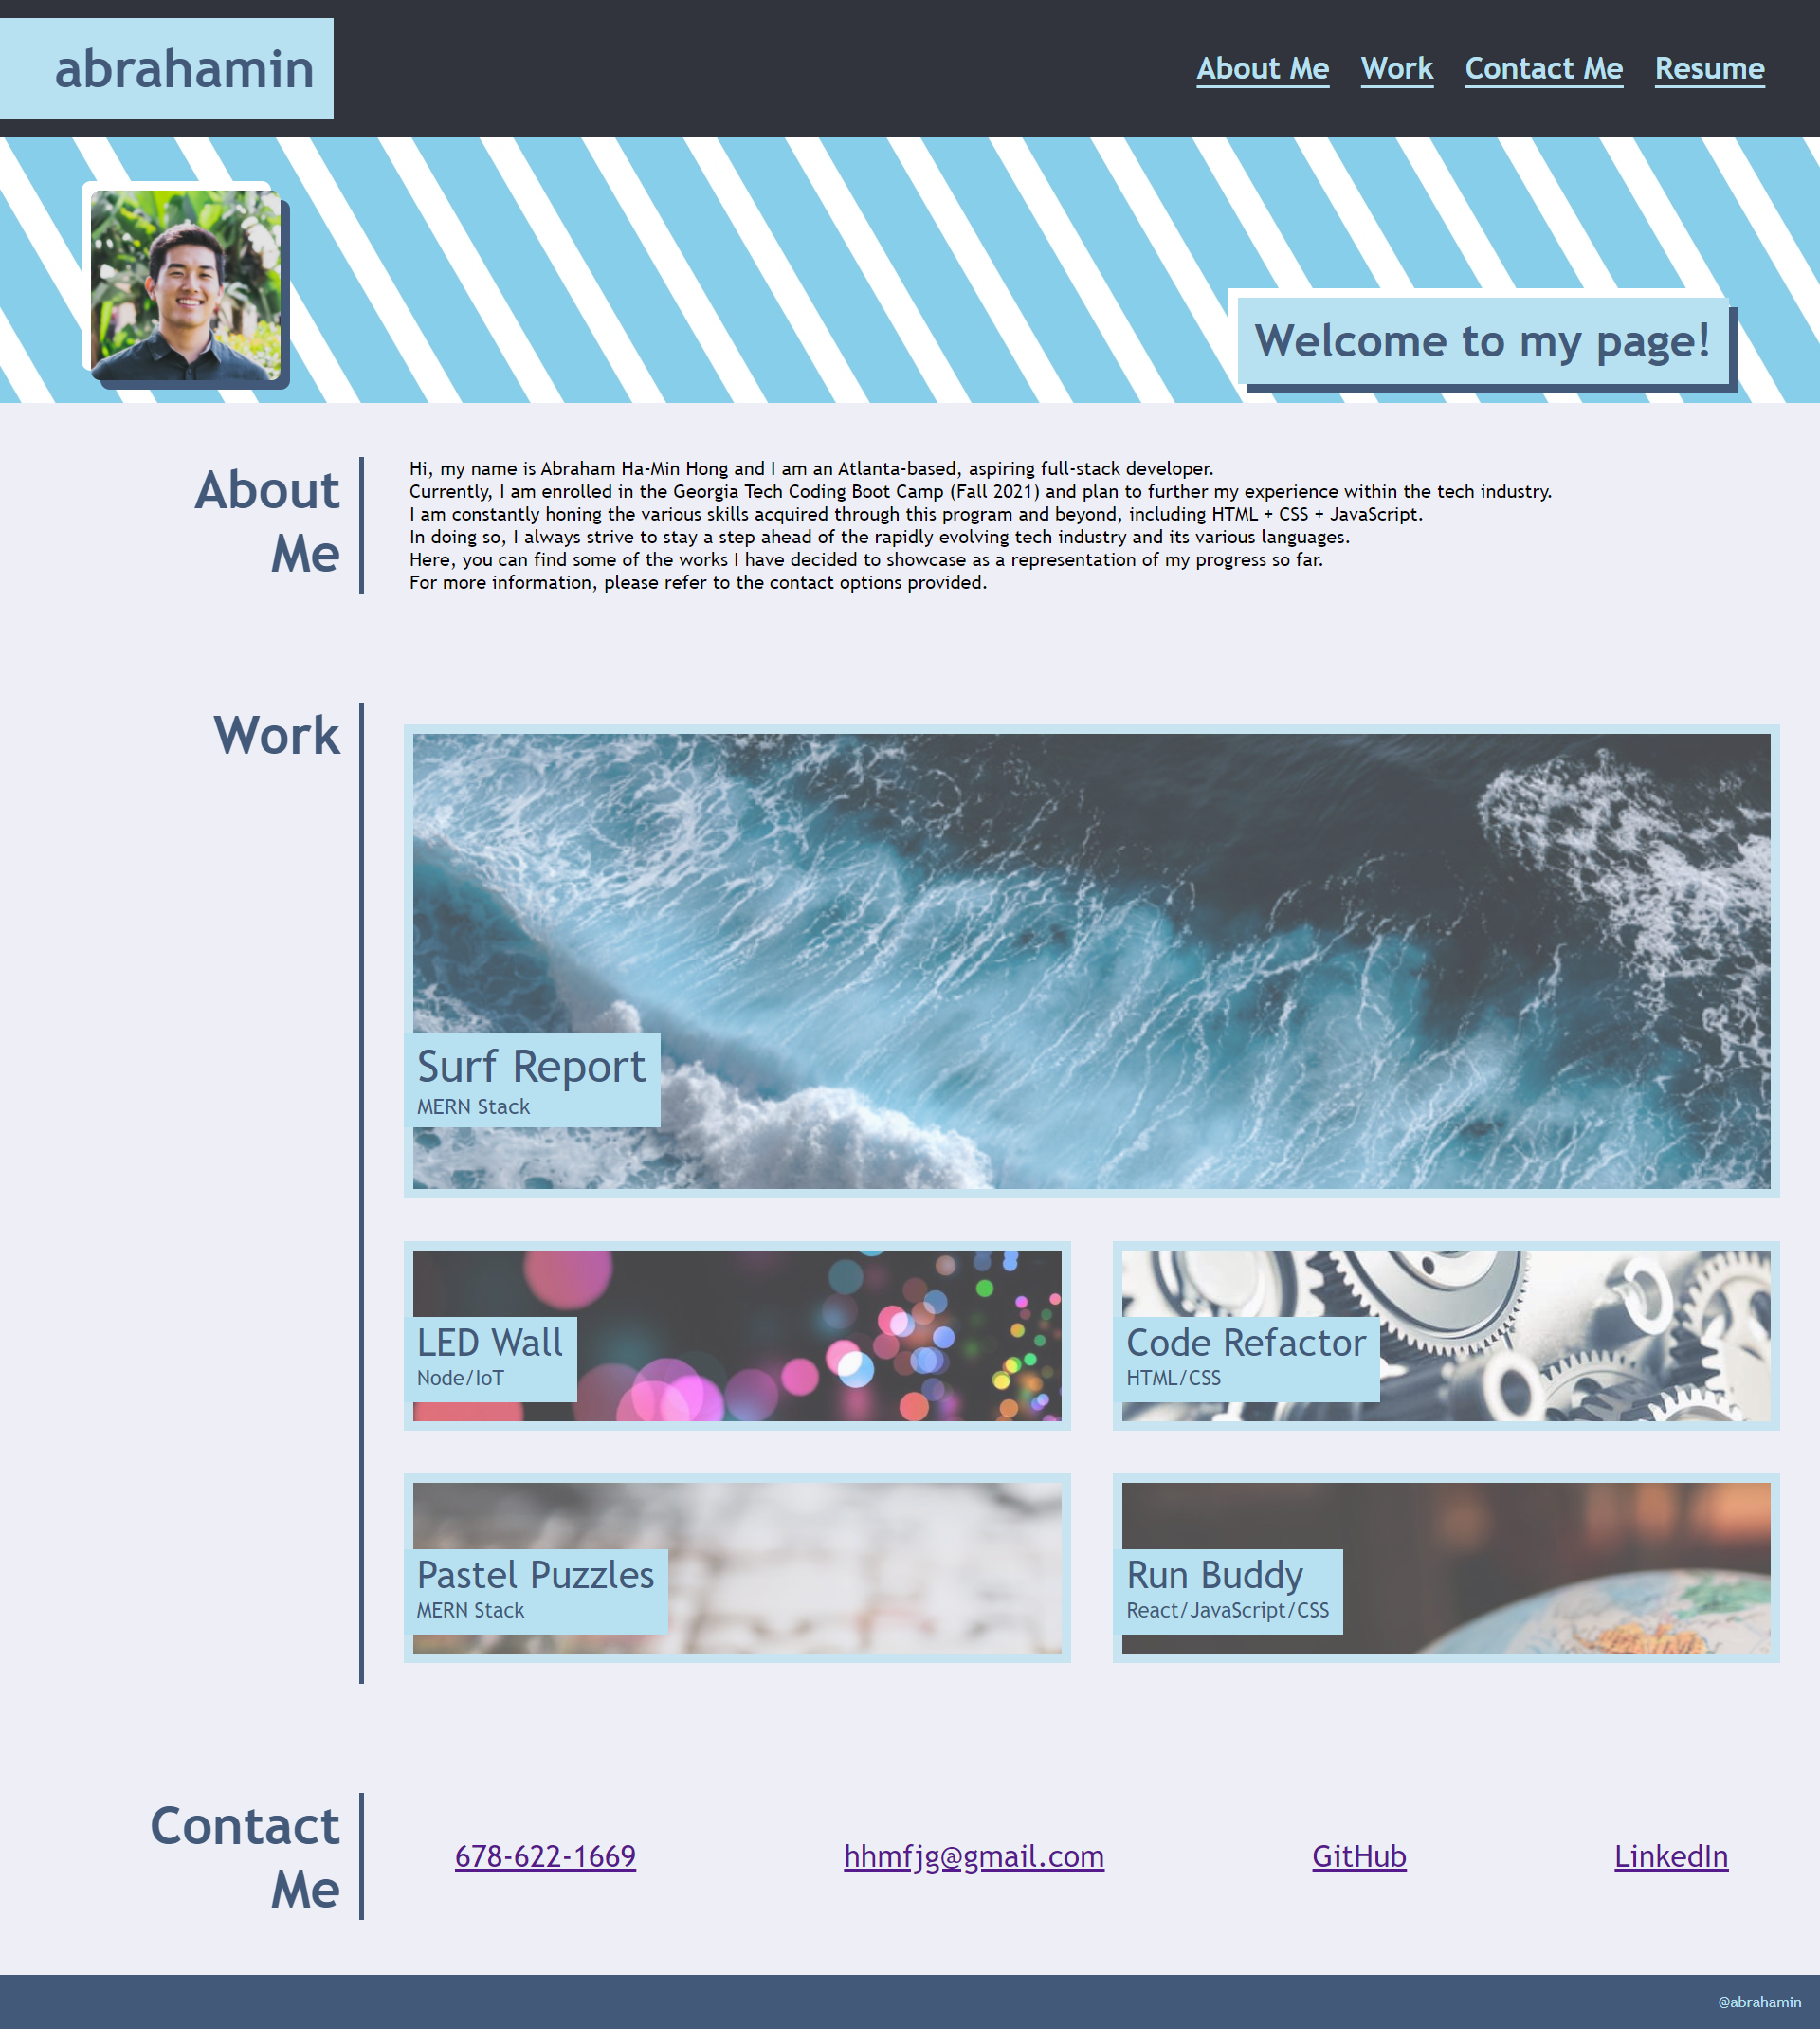 abrahamin
About Me Work Contact Me Resume
Welcome to my page!
About
Me
Hi, my name is Abraham Ha-Min Hong and I am an Atlanta-based, aspiring full-stack developer.
Currently, I am enrolled in the Georgia Tech Coding Boot Camp (Fall 2021) and plan to further my experience within the tech industry.
I am constantly honing the various skills acquired through this program and beyond, including HTML + CSS + JavaScript.
In doing so, I always strive to stay a step ahead of the rapidly evolving tech industry and its various languages.
Here, you can find some of the works I have decided to showcase as a representation of my progress so far.
For more information, please refer to the contact options provided.
Work
Surf Report
MERN Stack
LED Wall
Node/IoT
Code Refactor
HTML/CSS
Pastel Puzzles
MERN Stack
Run Buddy
React/JavaScript/CSS
Contact
Me
678-622-1669
hhmfjg@gmail.com
GitHub
LinkedIn
@abrahamin